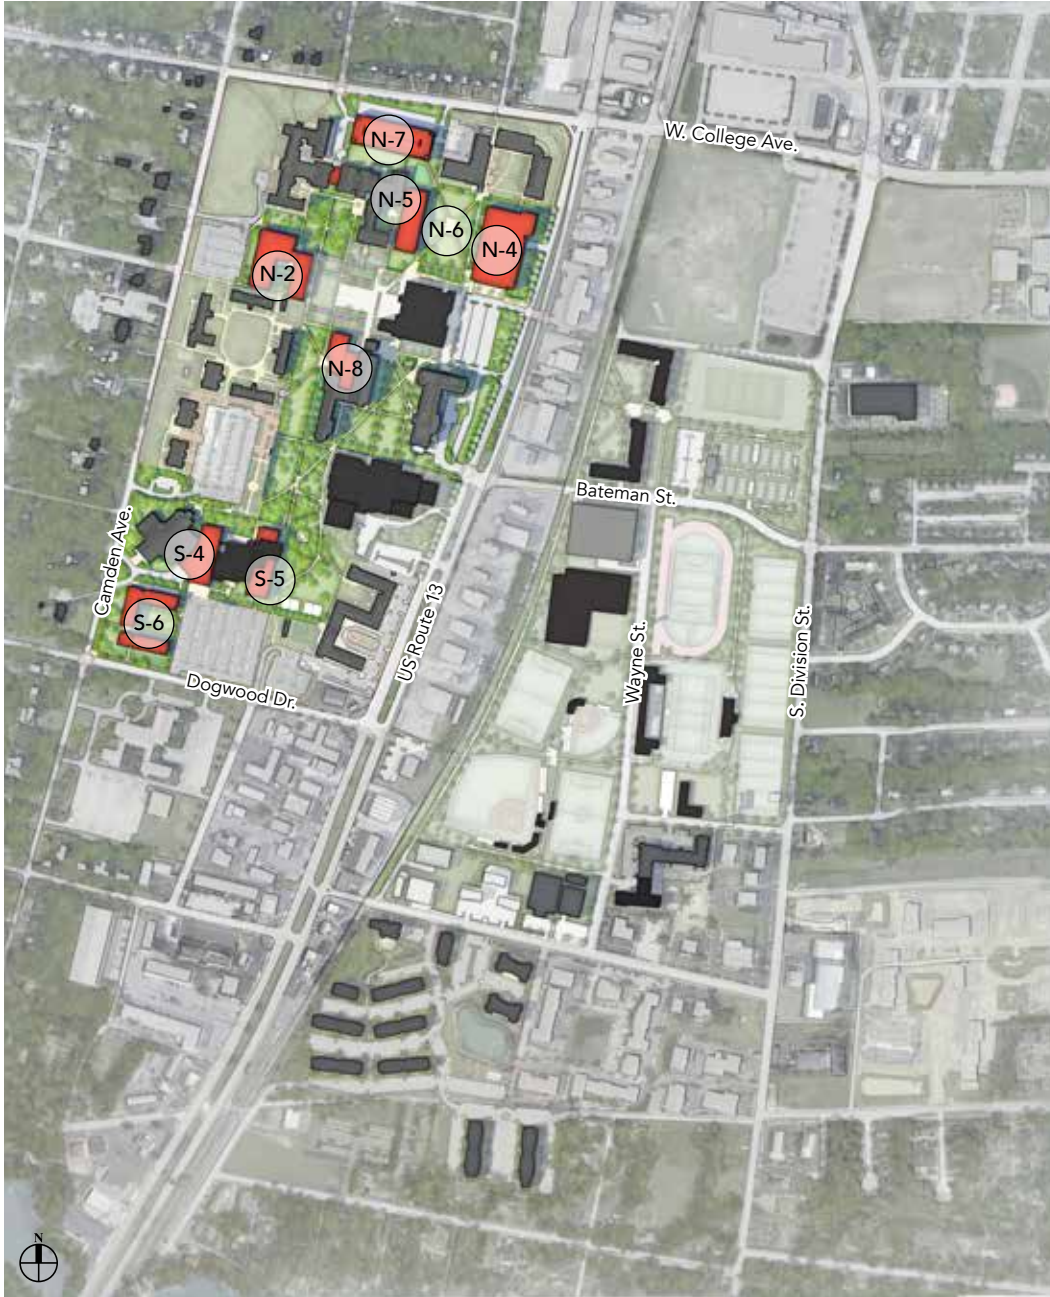 W. College Ave.
N-7
N-5
N-6
N-4
N-2
N-8
Bateman St.
Camden Ave.
S-4
S-5
S-6
US Route 13
Wayne St.
S. Division St.
Dogwood Dr.
N